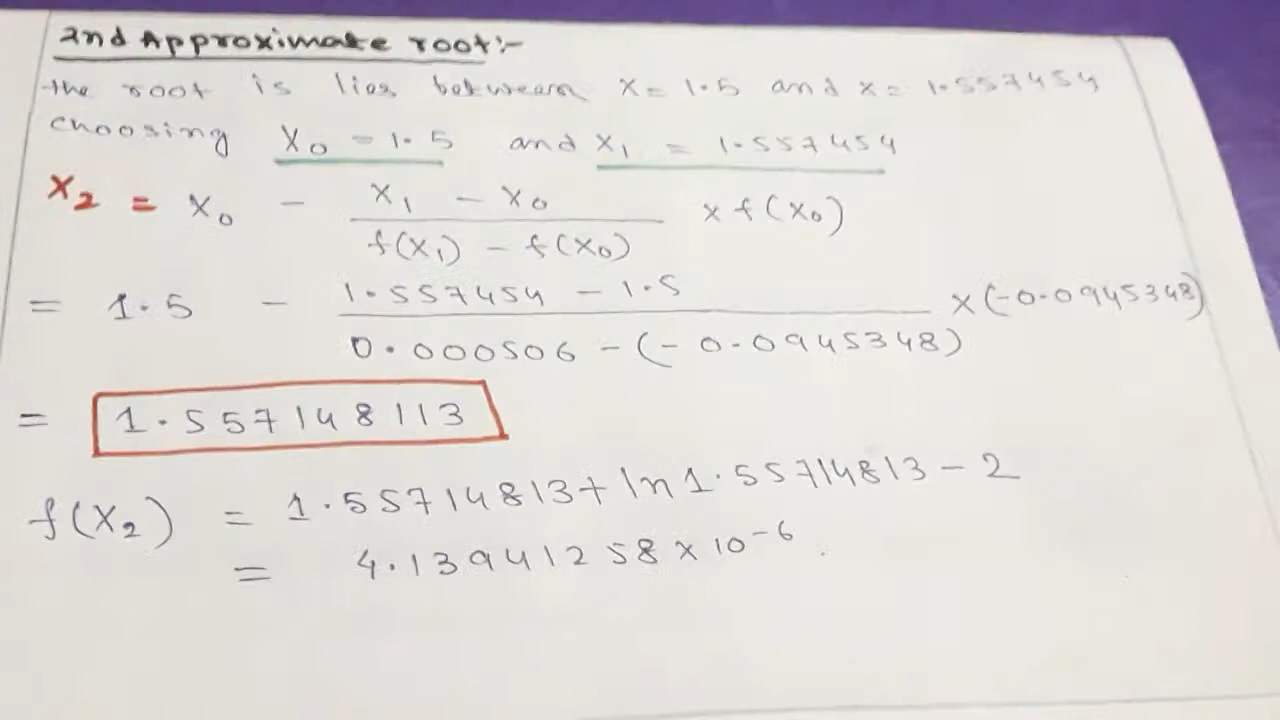 2nd Approximate root:-
the root is lies between x = 1.5 and x = 1.557454
choosing X₀ = 1.5 and X₁ = 1.557454
X₂ = X₀ - (X₁ - X₀) / (f(X₁) - f(X₀)) × f(X₀)
= 1.5 - (1.557454 - 1.5) / (0.000506 - (-0.0945348)) × (-0.0945348)
= 1.557148113
f(X₂) = 1.55714813 + ln 1.55714813 - 2
= 4.13941258 × 10⁻⁶